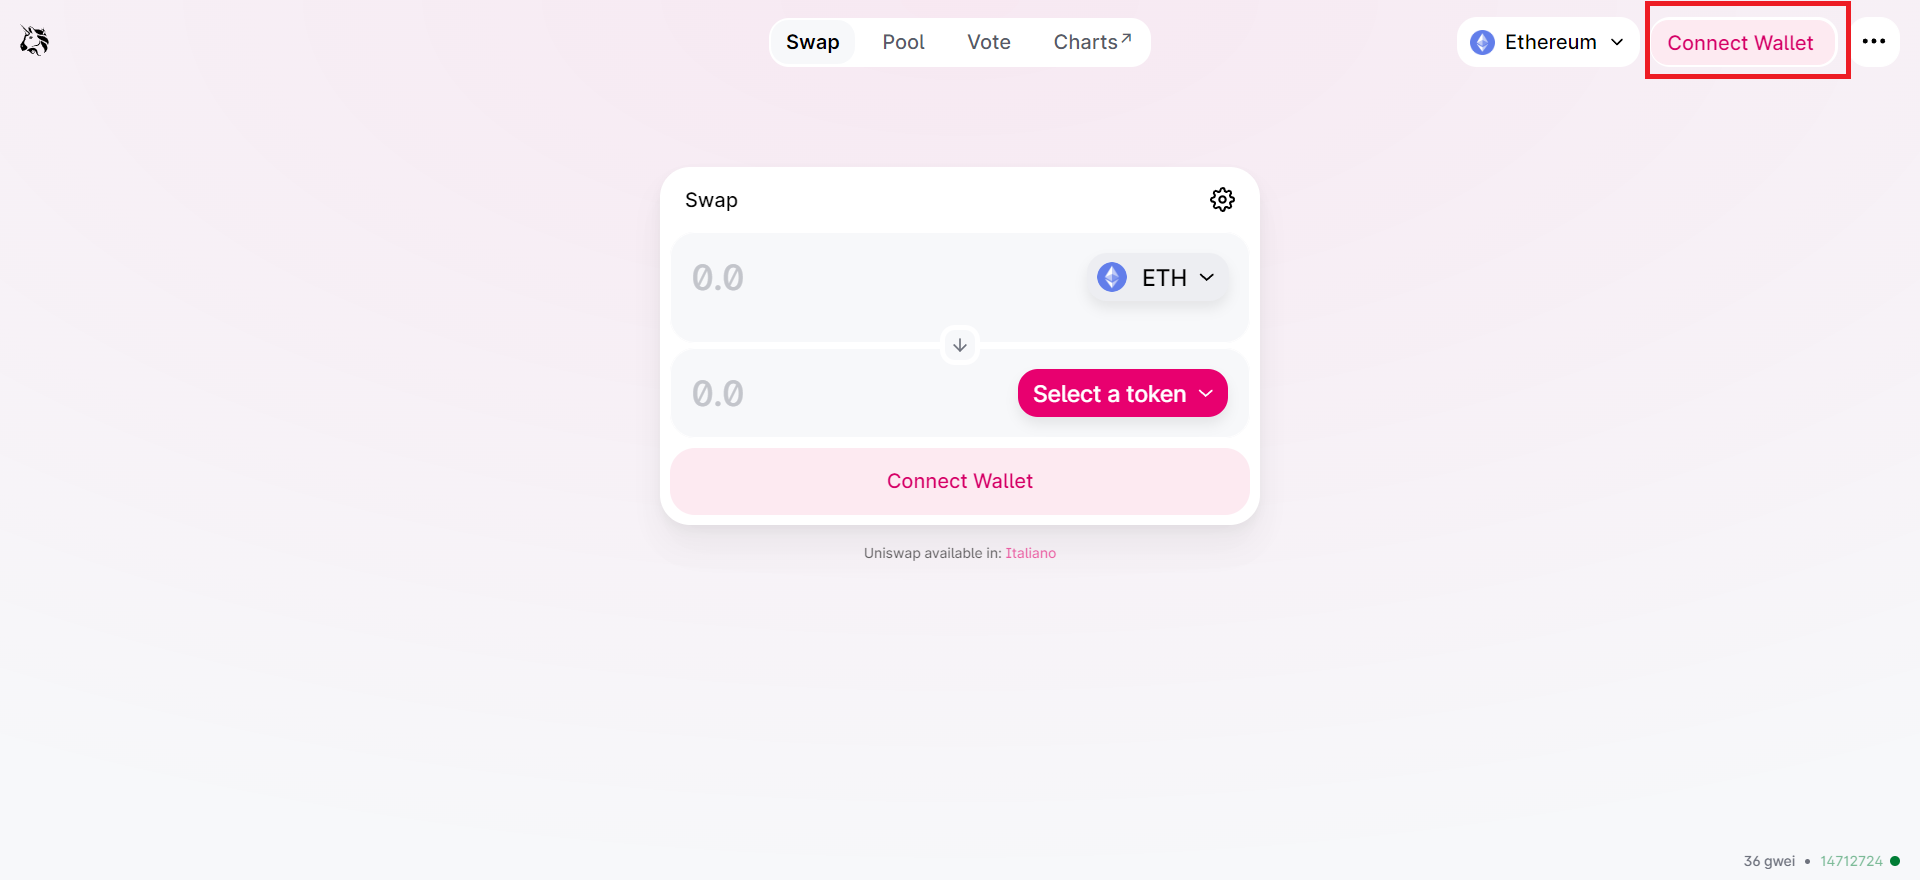 Swap Pool Vote Charts↗ Ethereum Connect Wallet
Swap
0.0 ETH
0.0 Select a token
Connect Wallet
Uniswap available in: Italiano
36 gwei • 14712724